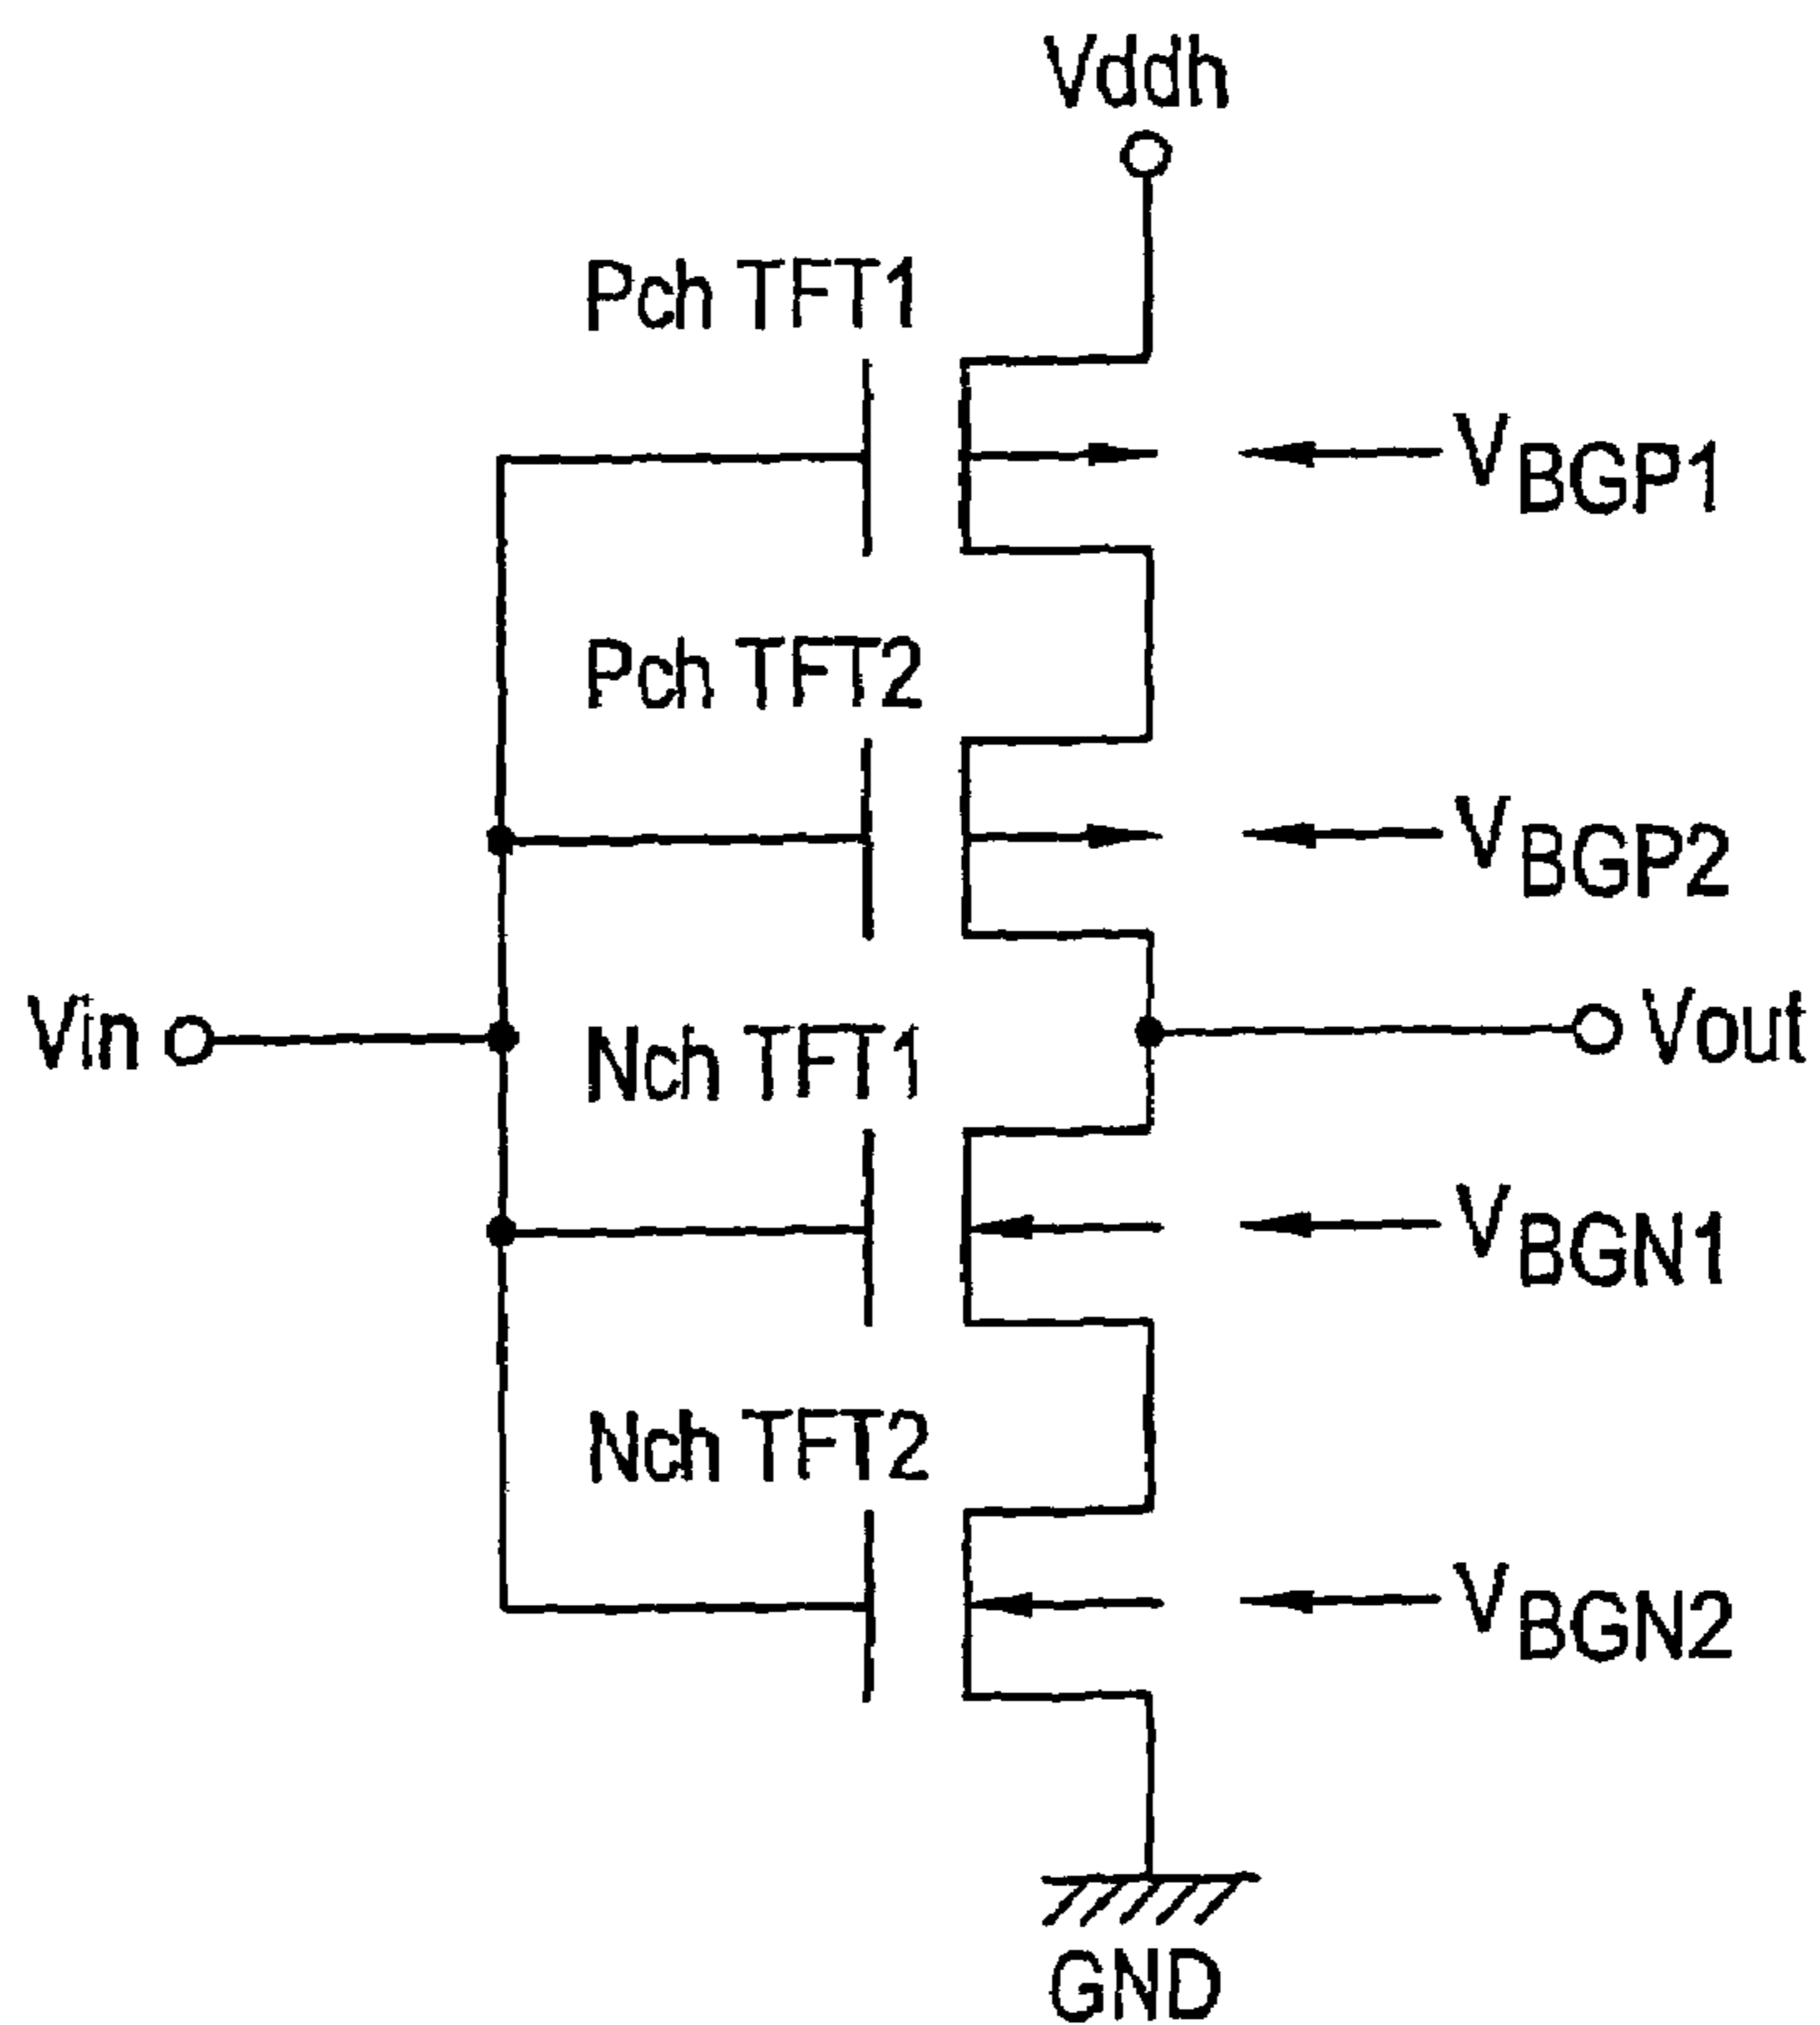 Vddh
Pch TFT1
VBGP1
Pch TFT2
VBGP2
Vin
Nch TFT1
Vout
VBGN1
Nch TFT2
VBGN2
GND